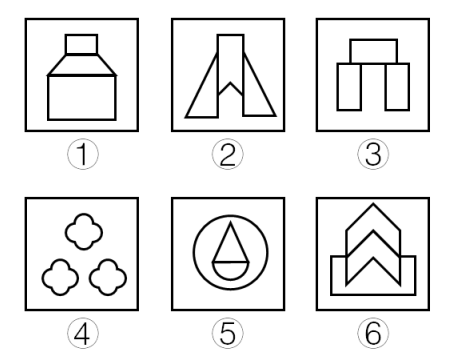 ① ② ③
④ ⑤ ⑥